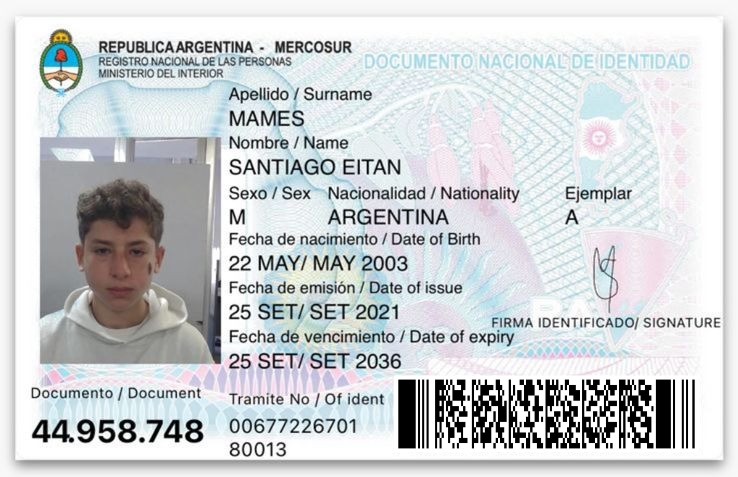 REPUBLICA ARGENTINA - MERCOSUR
REGISTRO NACIONAL DE LAS PERSONAS
MINISTERIO DEL INTERIOR
DOCUMENTO NACIONAL DE IDENTIDAD
Apellido / Surname
MAMES
Nombre / Name
SANTIAGO EITAN
Sexo / Sex Nacionalidad / Nationality Ejemplar
M ARGENTINA A
Fecha de nacimiento / Date of Birth
22 MAY/ MAY 2003
Fecha de emisión / Date of issue
25 SET/ SET 2021
FIRMA IDENTIFICADO/ SIGNATURE
Fecha de vencimiento / Date of expiry
25 SET/ SET 2036
Documento / Document
44.958.748
Tramite No / Of ident
00677226701
80013